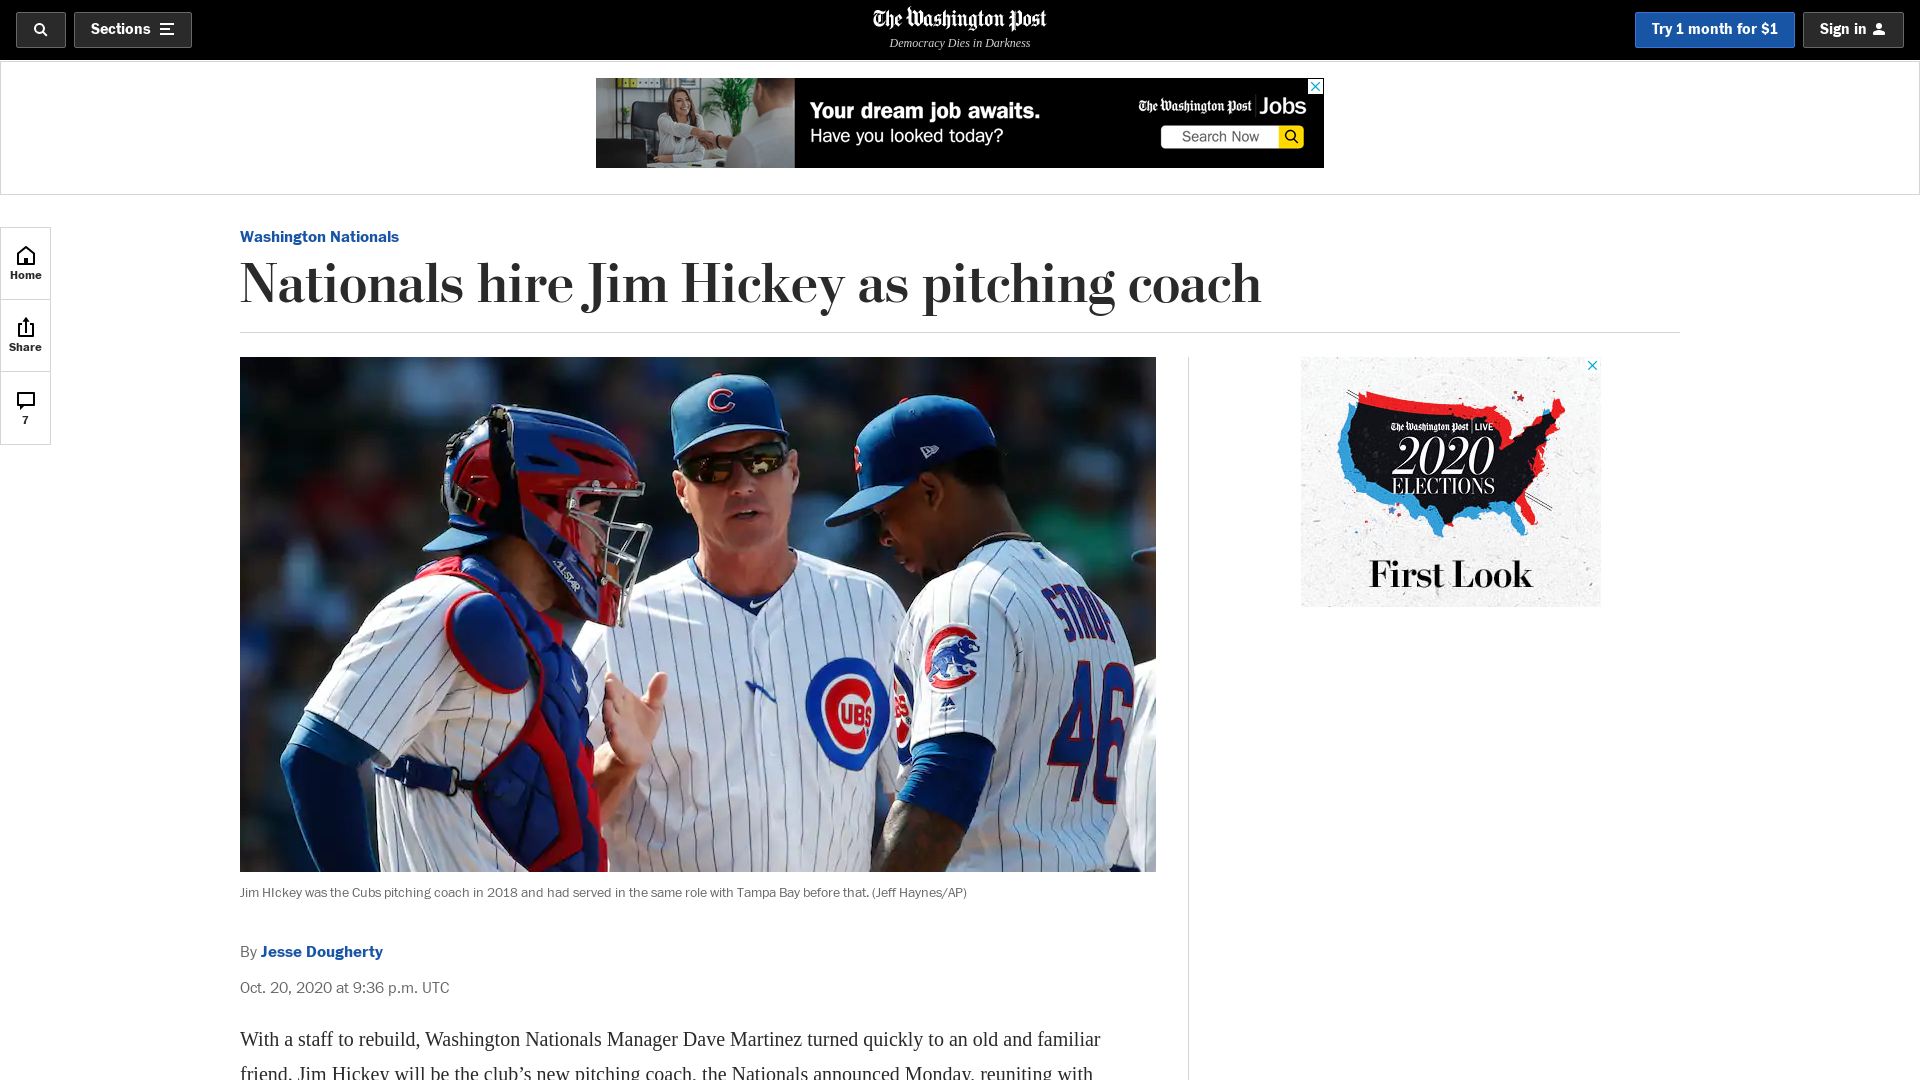 Sections
The Washington Post
Democracy Dies in Darkness
Try 1 month for $1
Sign in
Your dream job awaits.
Have you looked today?
The Washington Post Jobs
Search Now
Home
Share
7
Washington Nationals
Nationals hire Jim Hickey as pitching coach
C
ALL-STAR
UBS
STROP
46
The Washington Post LIVE
2020
ELECTIONS
First Look
Jim HIckey was the Cubs pitching coach in 2018 and had served in the same role with Tampa Bay before that. (Jeff Haynes/AP)
By Jesse Dougherty
Oct. 20, 2020 at 9:36 p.m. UTC
With a staff to rebuild, Washington Nationals Manager Dave Martinez turned quickly to an old and familiar
friend. Jim Hickey will be the club’s new pitching coach, the Nationals announced Monday, reuniting with